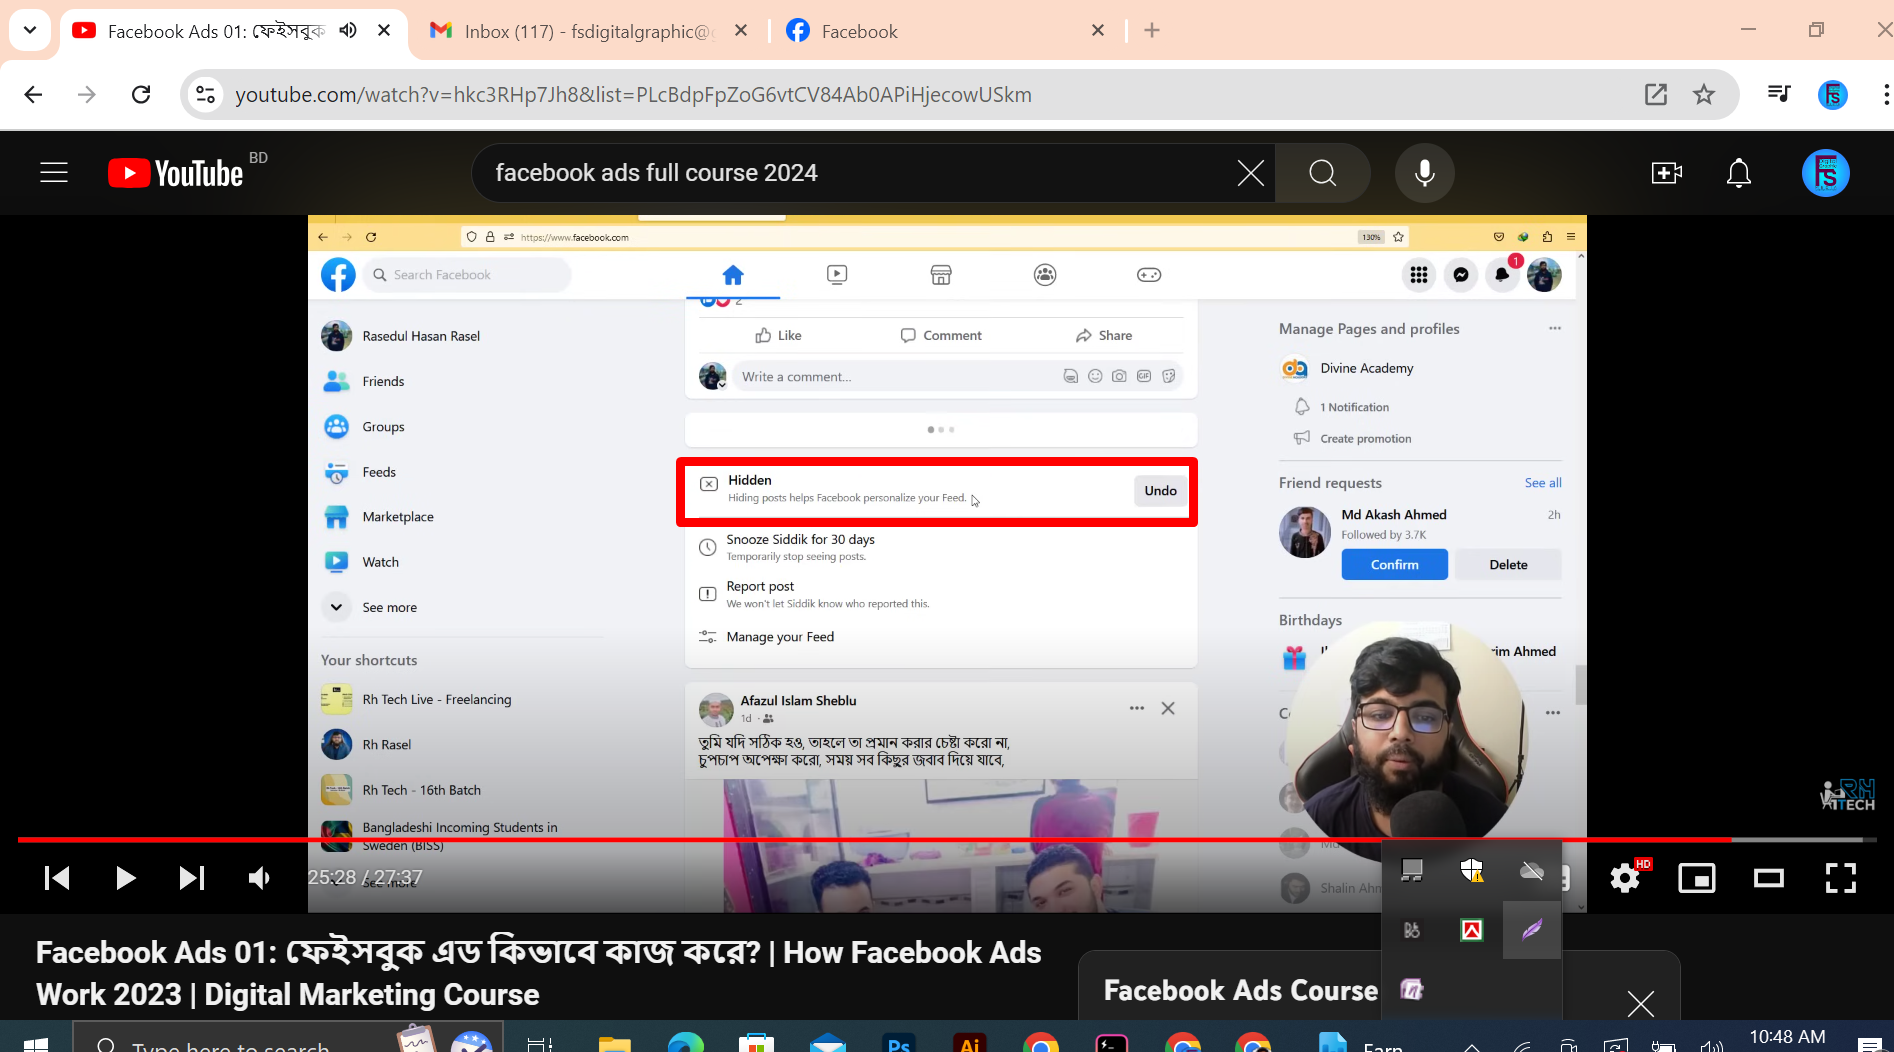 Facebook Ads 01: ফেইসবুক
Inbox (117) - fsdigitalgraphic@
Facebook
youtube.com/watch?v=hkc3RHp7Jh8&list=PLcBdpFpZoG6vtCV84Ab0APiHjecowUSkm
YouTube BD
facebook ads full course 2024
https://www.facebook.com
130%
Search Facebook
1
Rasedul Hasan Rasel
Friends
Groups
Feeds
Marketplace
Watch
See more
Your shortcuts
Rh Tech Live - Freelancing
Rh Rasel
Rh Tech - 16th Batch
Bangladeshi Incoming Students in
Sweden (BISS)
See more
2
Like Comment Share
Write a comment...
GIF
Hidden
Hiding posts helps Facebook personalize your Feed.
Undo
Snooze Siddik for 30 days
Temporarily stop seeing posts.
Report post
We won't let Siddik know who reported this.
Manage your Feed
Afazul Islam Sheblu
1d
তুমি যদি সঠিক হও, তাহলে তা প্রমান করার চেষ্টা করো না,
চুপচাপ অপেক্ষা করো, সময় সব কিছুর জবাব দিয়ে যাবে,
Manage Pages and profiles
Divine Academy
1 Notification
Create promotion
Friend requests See all
Md Akash Ahmed 2h
Followed by 3.7K
Confirm Delete
Birthdays
rim Ahmed
Shalin Ahm
RH
TECH
25:28 / 27:37
HD
Facebook Ads 01: ফেইসবুক এড কিভাবে কাজ করে? | How Facebook Ads
Work 2023 | Digital Marketing Course
Facebook Ads Course
Type here to search
Ps
Ai
Earn
10:48 AM